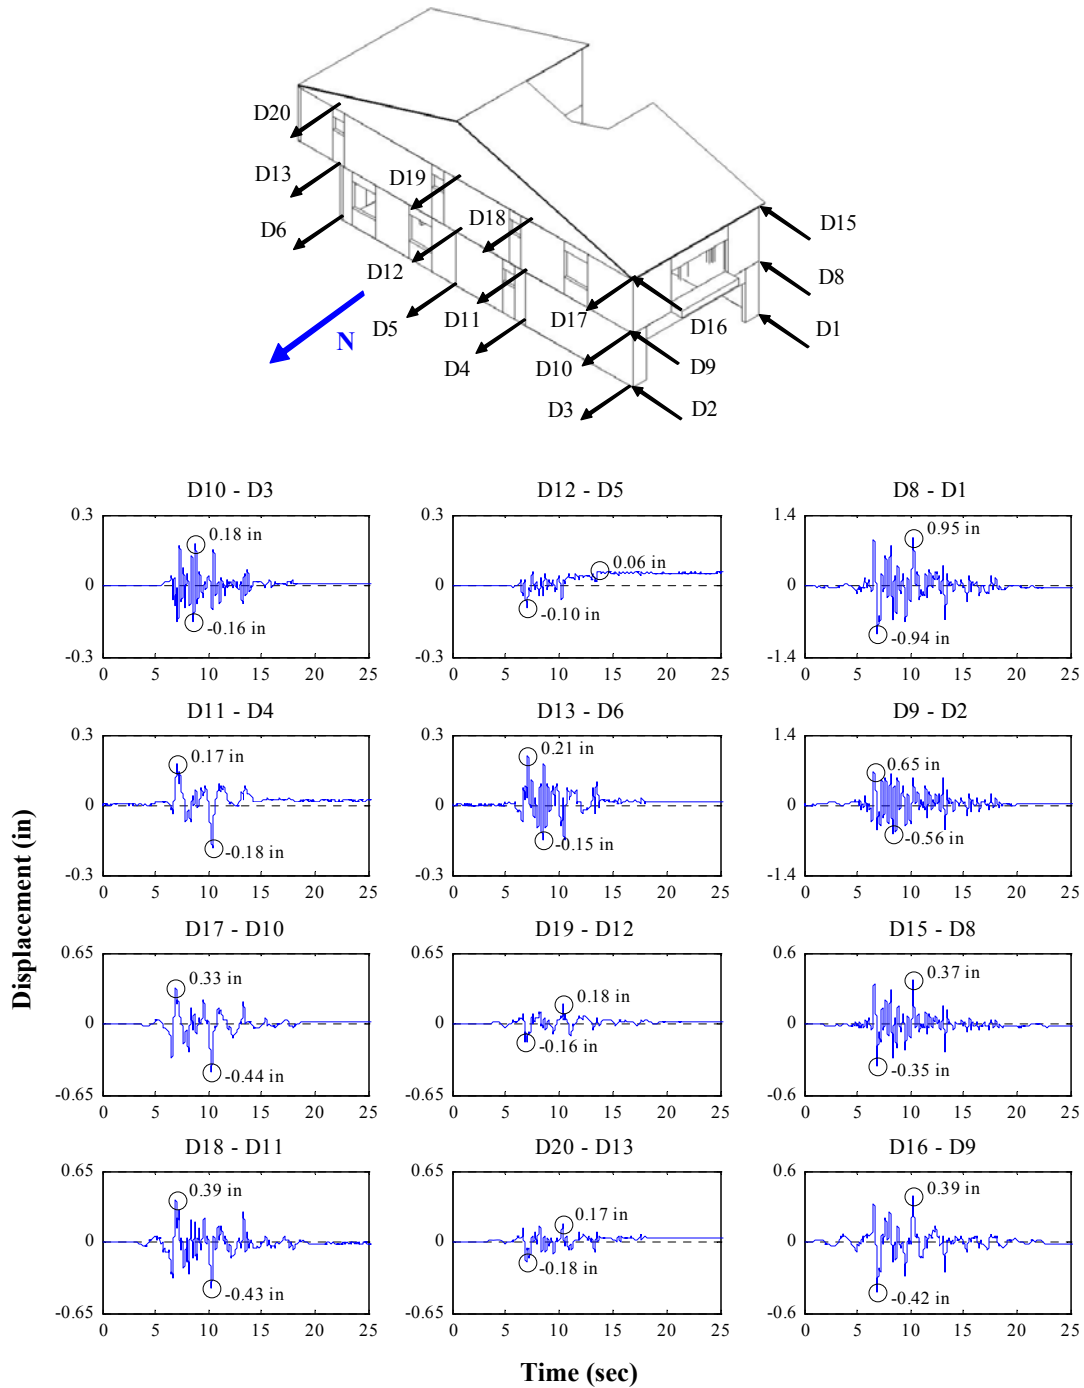 D20
D13
D19
D6
D18
D15
D12
D8
N
D5
D11
D17
D16
D1
D4
D10
D9
D3
D2
D10 - D3
D12 - D5
D8 - D1
0.3
0
-0.3
0.18 in
-0.16 in
0 5 10 15 20 25
0.3
0
-0.3
0.06 in
-0.10 in
0 5 10 15 20 25
1.4
0
-1.4
0.95 in
-0.94 in
0 5 10 15 20 25
D11 - D4
D13 - D6
D9 - D2
0.3
0
-0.3
0.17 in
-0.18 in
0 5 10 15 20 25
0.3
0
-0.3
0.21 in
-0.15 in
0 5 10 15 20 25
1.4
0
-1.4
0.65 in
-0.56 in
0 5 10 15 20 25
Displacement (in)
D17 - D10
D19 - D12
D15 - D8
0.65
0
-0.65
0.33 in
-0.44 in
0 5 10 15 20 25
0.65
0
-0.65
0.18 in
-0.16 in
0 5 10 15 20 25
0.6
0
-0.6
0.37 in
-0.35 in
0 5 10 15 20 25
D18 - D11
D20 - D13
D16 - D9
0.65
0
-0.65
0.39 in
-0.43 in
0 5 10 15 20 25
0.65
0
-0.65
0.17 in
-0.18 in
0 5 10 15 20 25
0.6
0
-0.6
0.39 in
-0.42 in
0 5 10 15 20 25
Time (sec)